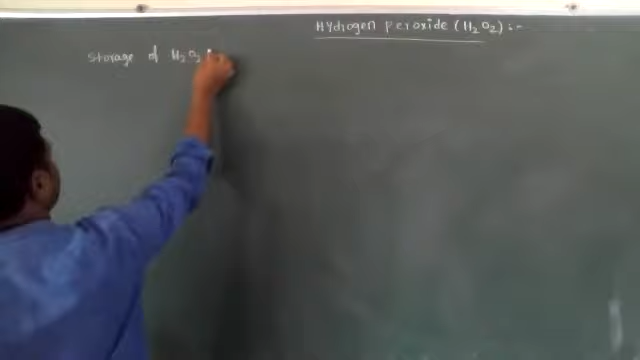 Hydrogen peroxide (H₂O₂) :-
storage of H₂O₂